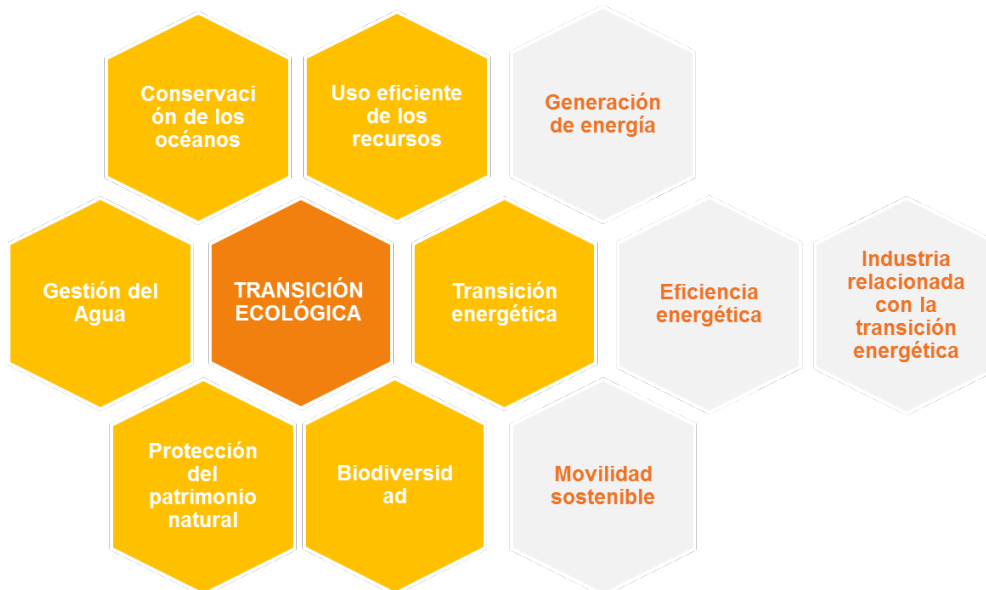 Conservaci
ón de los
océanos
Uso eficiente
de los
recursos
Generación
de energía
Gestión del
Agua
TRANSICIÓN
ECOLÓGICA
Transición
energética
Eficiencia
energética
Industria
relacionada
con la
transición
energética
Protección
del
patrimonio
natural
Biodiversid
ad
Movilidad
sostenible